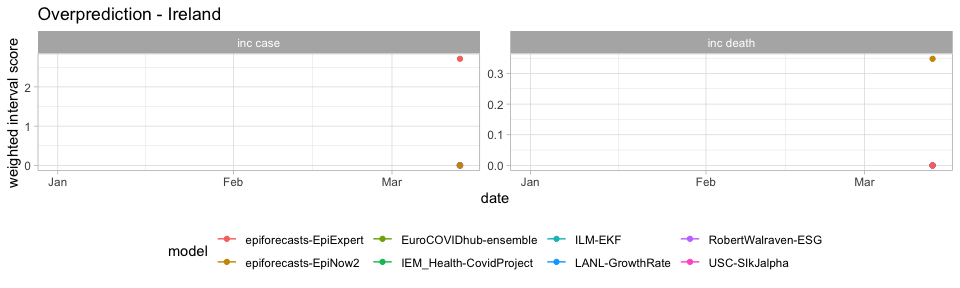 Overprediction - Ireland
inc case
inc death
weighted interval score
2
1
0
0.3
0.2
0.1
0.0
Jan
Feb
Mar
Jan
Feb
Mar
date
model
epiforecasts-EpiExpert
EuroCOVIDhub-ensemble
ILM-EKF
RobertWalraven-ESG
epiforecasts-EpiNow2
IEM_Health-CovidProject
LANL-GrowthRate
USC-SIkJalpha